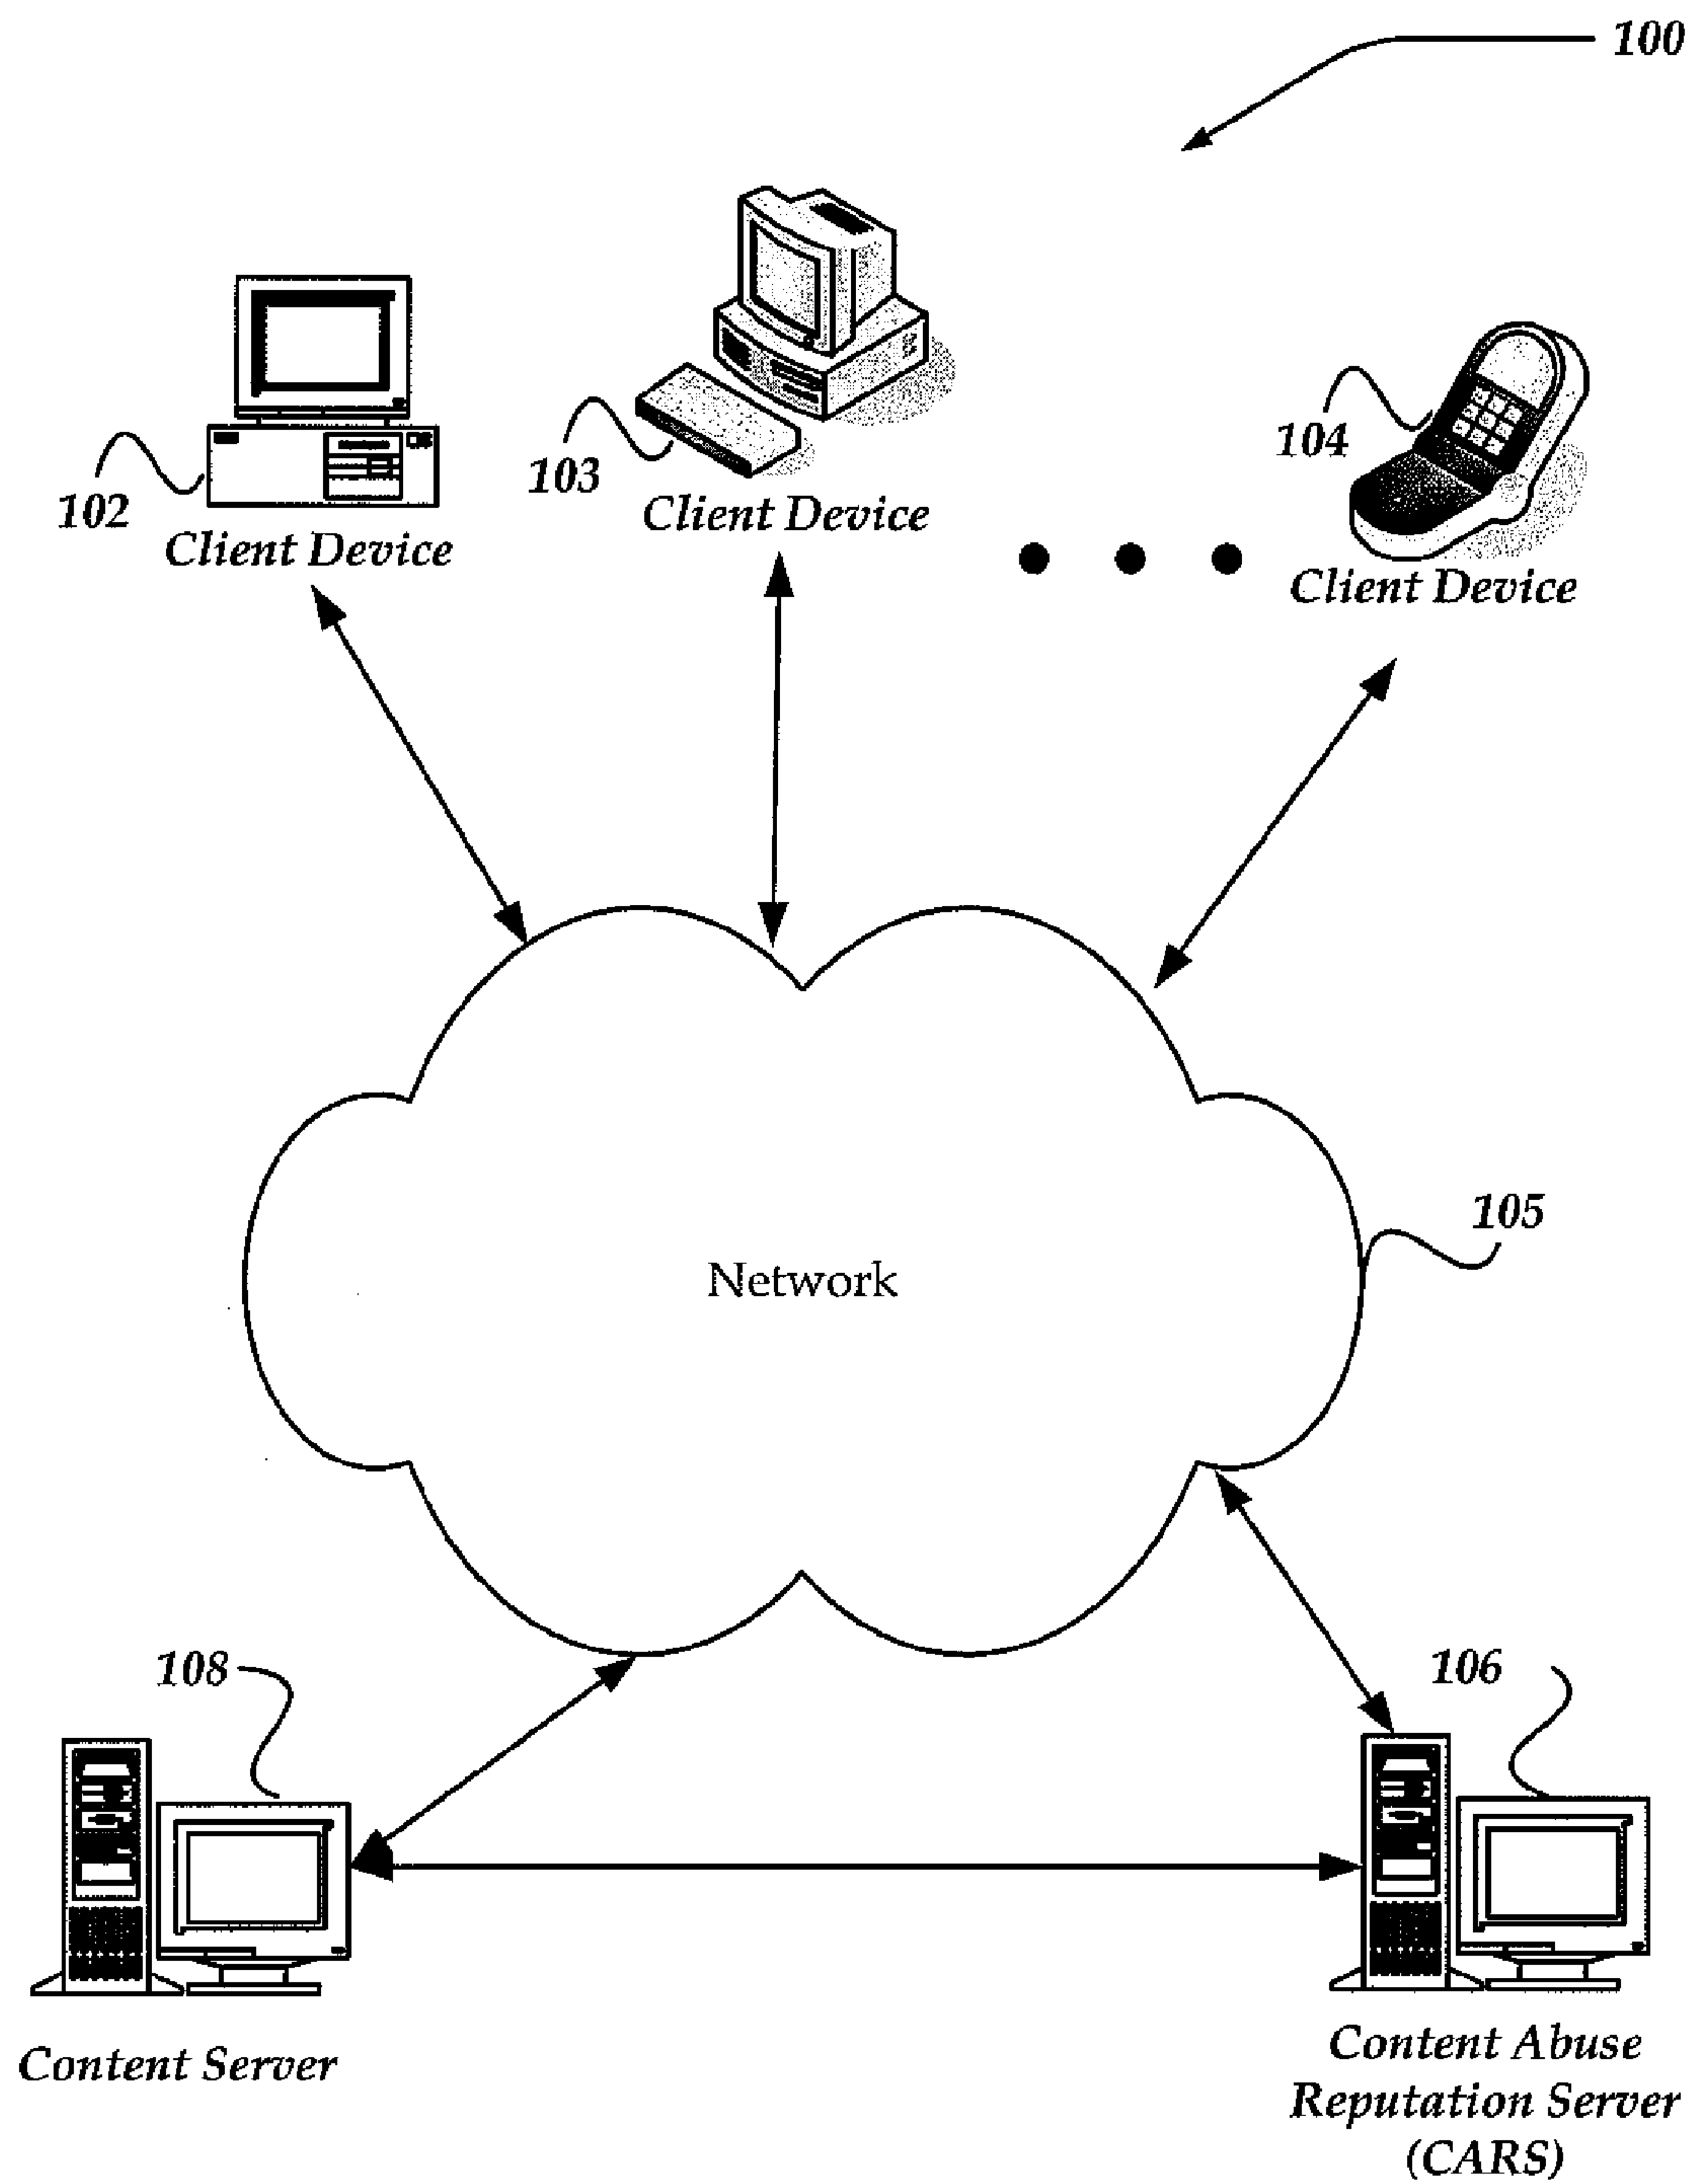 100
102
Client Device
103
Client Device
104
Client Device
105
Network
108
106
Content Server
Content Abuse
Reputation Server
(CARS)